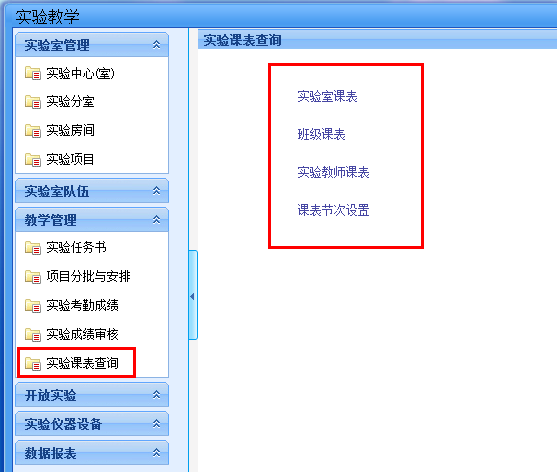 实验教学
实验室管理
实验中心(室)
实验分室
实验房间
实验项目
实验室队伍
教学管理
实验任务书
项目分批与安排
实验考勤成绩
实验成绩审核
实验课表查询
开放实验
实验仪器设备
数据报表
实验课表查询
实验室课表
班级课表
实验教师课表
课表节次设置